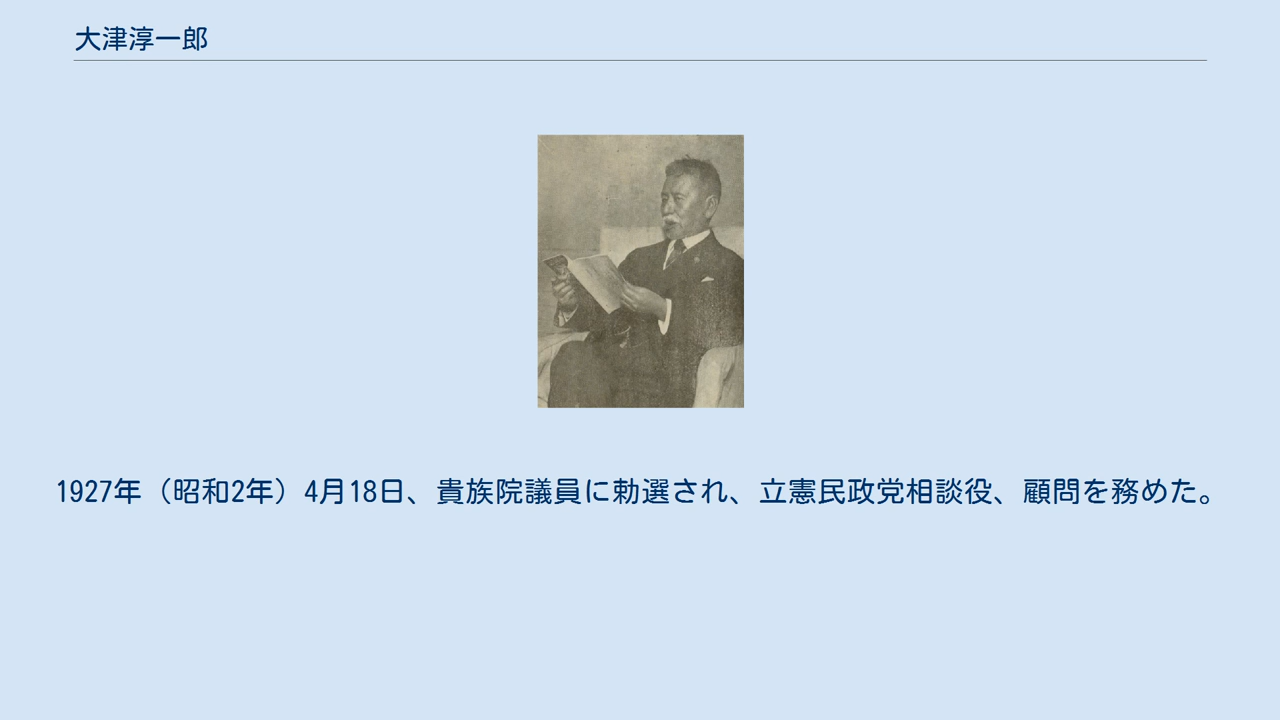 大津淳一郎
1927年（昭和2年）4月18日、貴族院議員に勅選され、立憲民政党相談役、顧問を務めた。